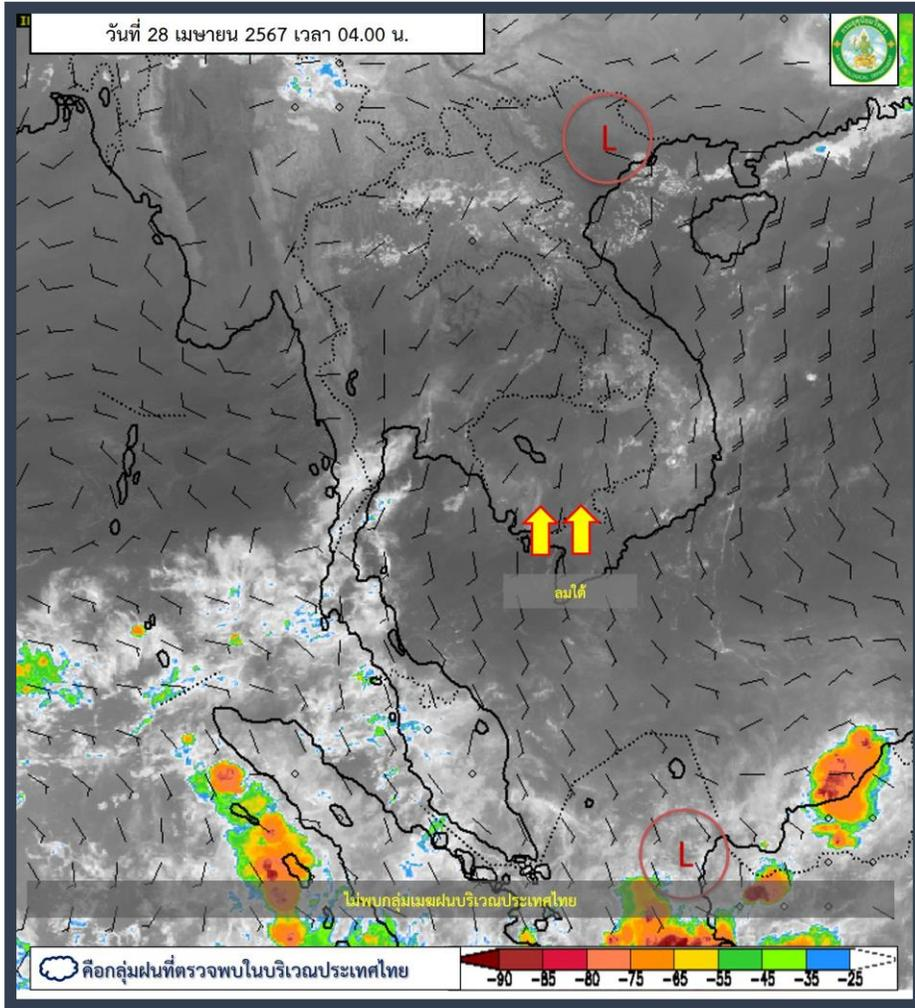 วันที่ 28 เมษายน 2567 เวลา 04.00 น.
L
ลมใต้
L
ไม่พบกลุ่มเมฆฝนบริเวณประเทศไทย
คือกลุ่มฝนที่ตรวจพบในบริเวณประเทศไทย
-90 -85 -80 -75 -65 -55 -45 -35 -25